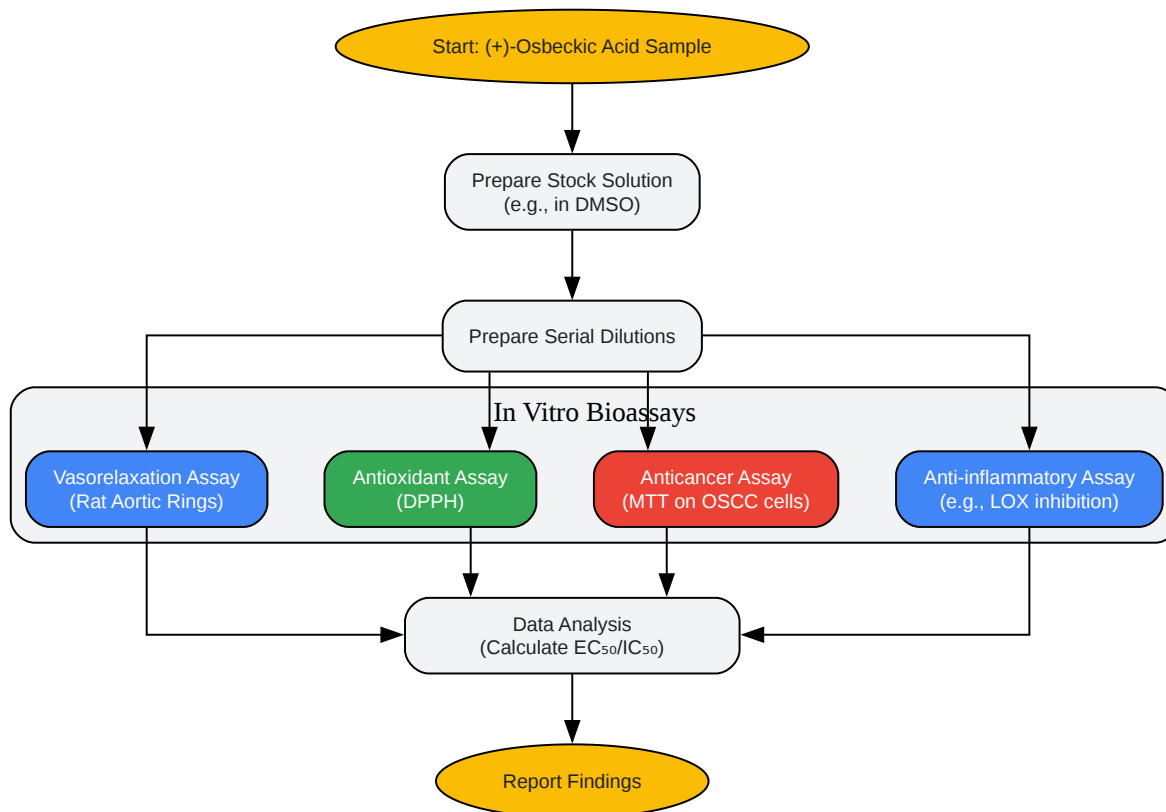 Start: (+)-Osbeckic Acid Sample
Prepare Stock Solution
(e.g., in DMSO)
Prepare Serial Dilutions
In Vitro Bioassays
Vasorelaxation Assay
(Rat Aortic Rings)
Antioxidant Assay
(DPPH)
Anticancer Assay
(MTT on OSCC cells)
Anti-inflammatory Assay
(e.g., LOX inhibition)
Data Analysis
(Calculate EC₅₀/IC₅₀)
Report Findings